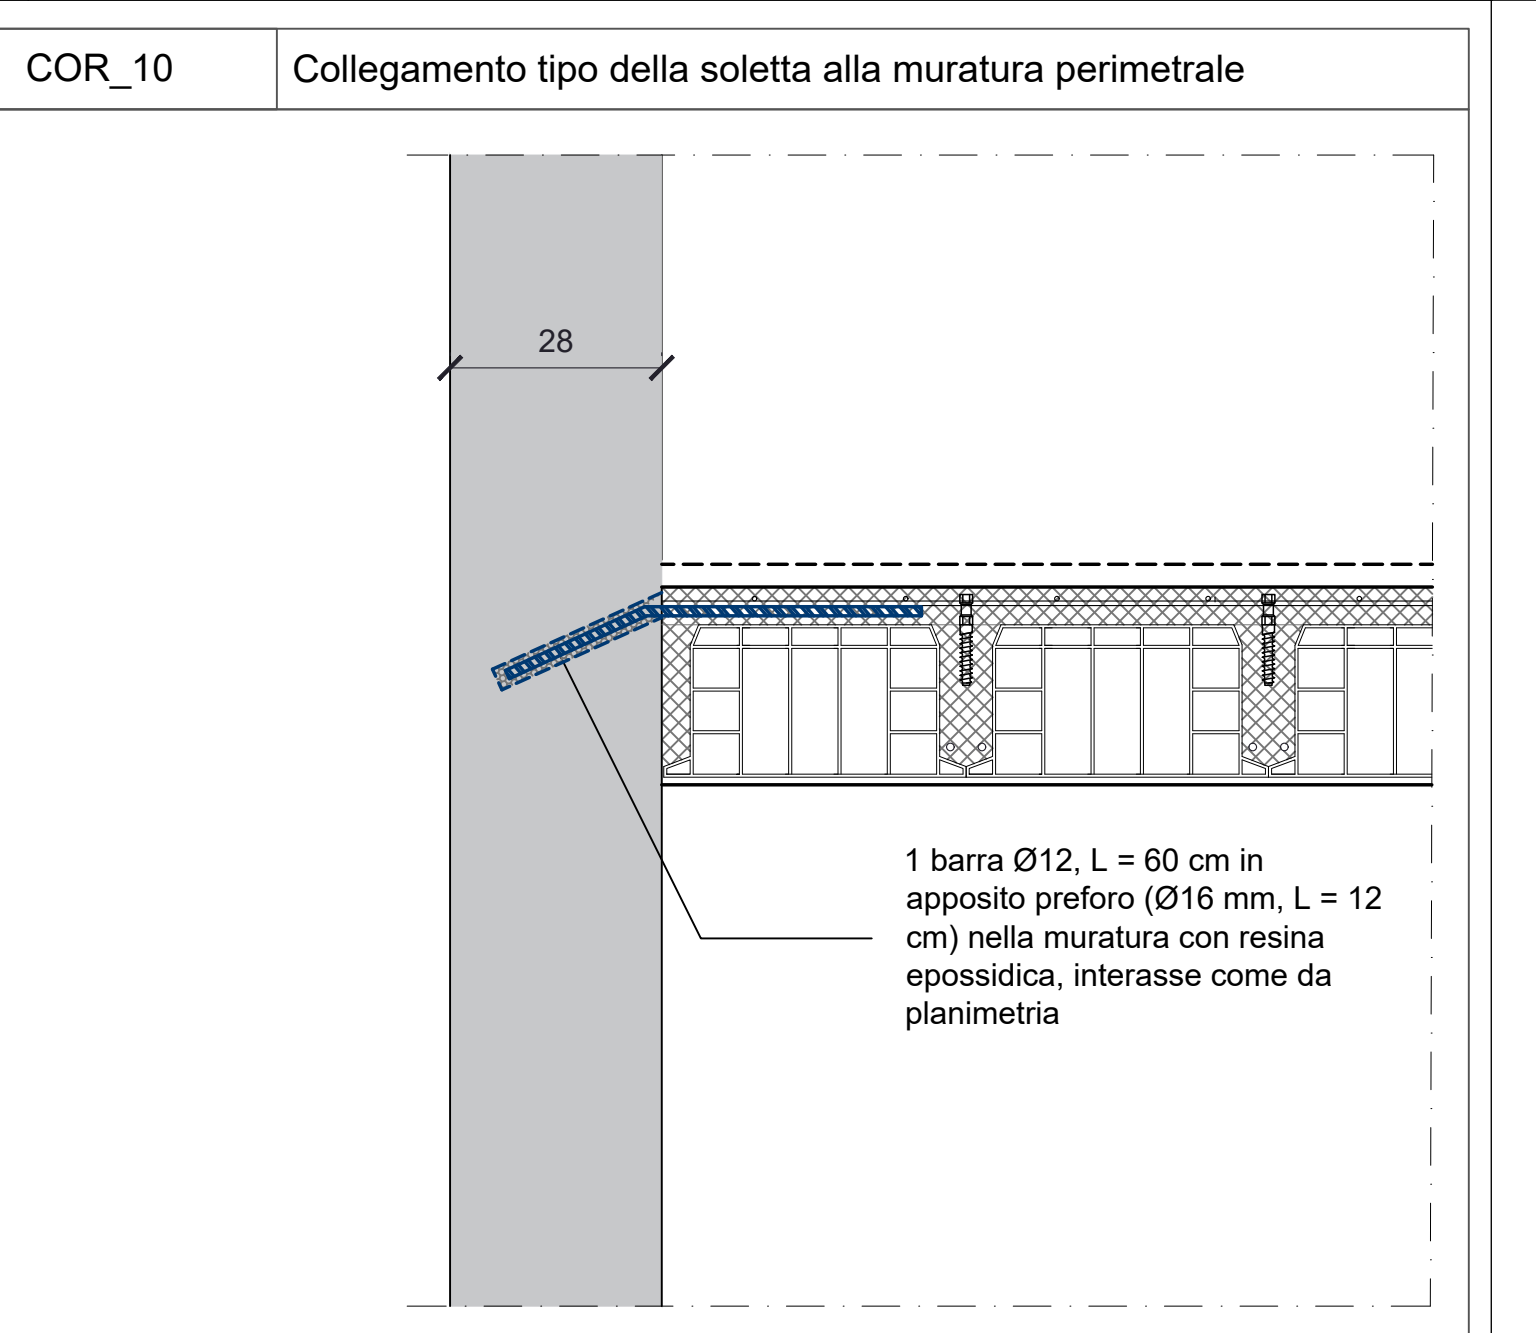 COR_10
Collegamento tipo della soletta alla muratura perimetrale
28
1 barra Ø12, L = 60 cm in
apposito preforo (Ø16 mm, L = 12
cm) nella muratura con resina
epossidica, interasse come da
planimetria